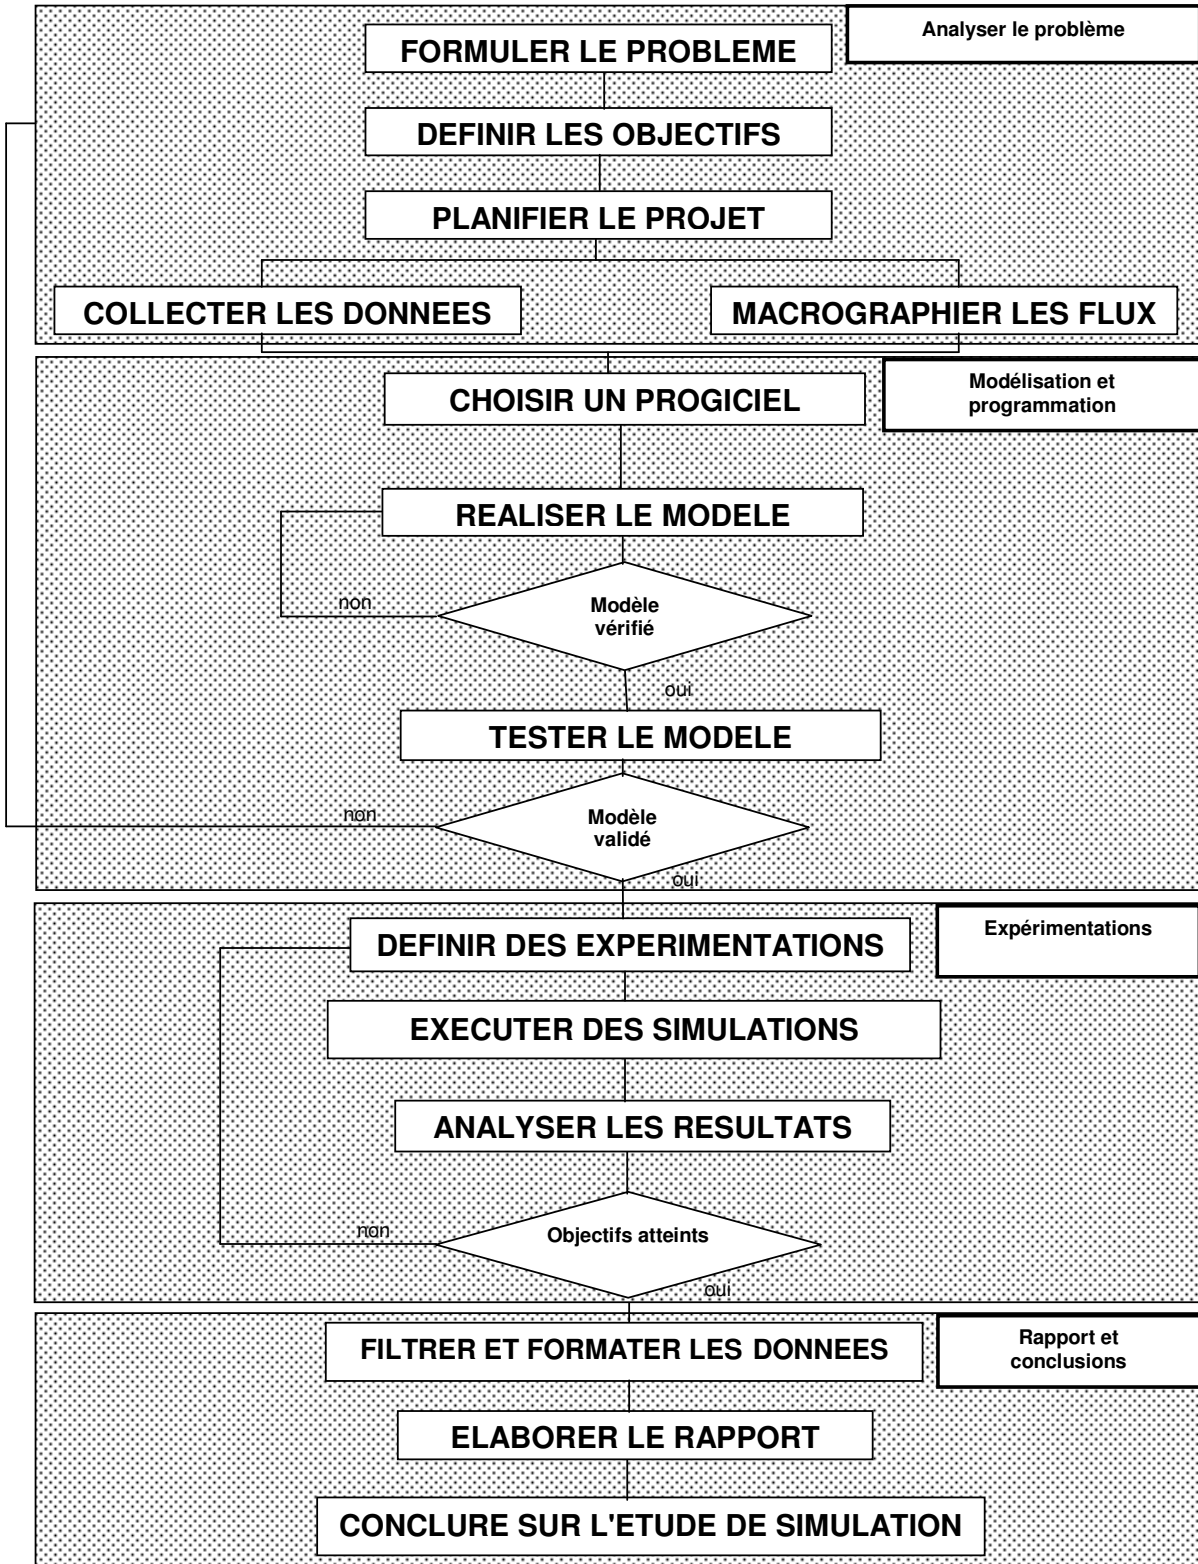 Analyser le problème
FORMULER LE PROBLEME
DEFINIR LES OBJECTIFS
PLANIFIER LE PROJET
COLLECTER LES DONNEES
MACROGRAPHIER LES FLUX
Modélisation et
programmation
CHOISIR UN PROGICIEL
REALISER LE MODELE
non
Modèle
vérifié
oui
TESTER LE MODELE
non
Modèle
validé
oui
Expérimentations
DEFINIR DES EXPERIMENTATIONS
EXECUTER DES SIMULATIONS
ANALYSER LES RESULTATS
non
Objectifs atteints
oui
Rapport et
conclusions
FILTRER ET FORMATER LES DONNEES
ELABORER LE RAPPORT
CONCLURE SUR L'ETUDE DE SIMULATION